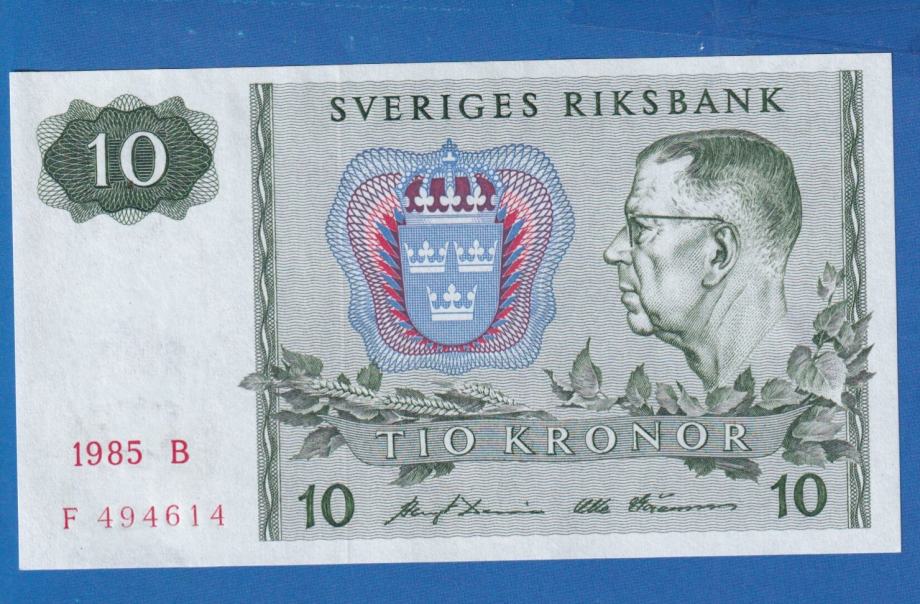 SVERIGES RIKSBANK
10
TIO KRONOR
1985 B
F 494614
10
10